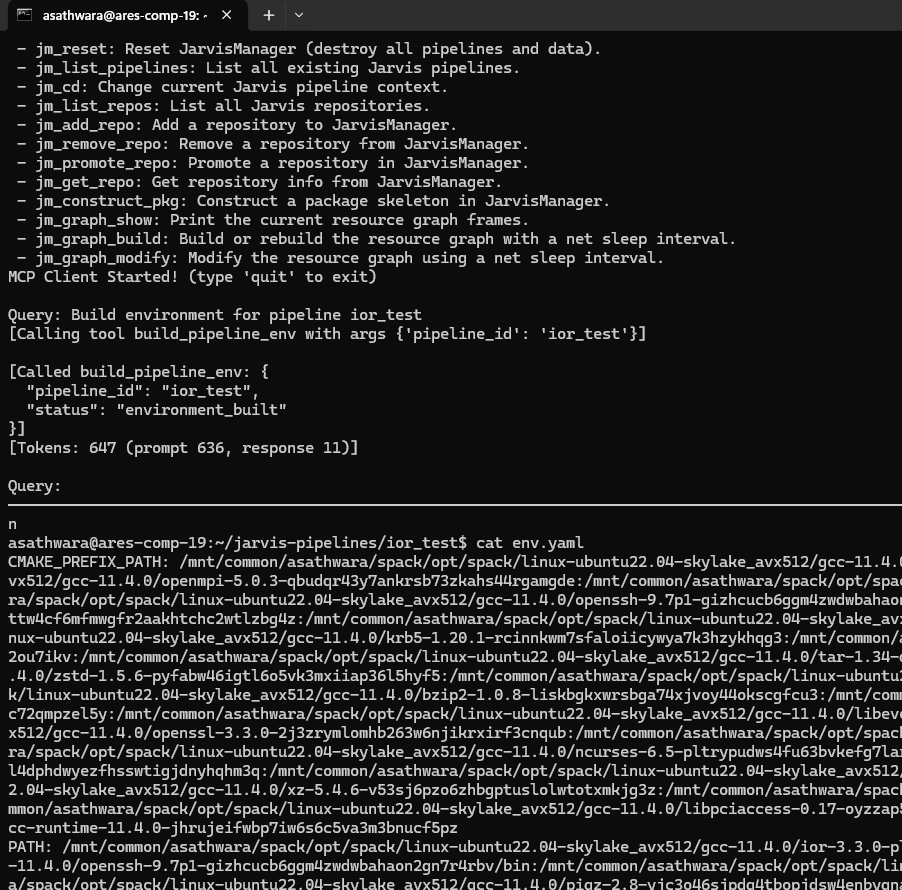 asathwara@ares-comp-19: ~
- jm_reset: Reset JarvisManager (destroy all pipelines and data).
- jm_list_pipelines: List all existing Jarvis pipelines.
- jm_cd: Change current Jarvis pipeline context.
- jm_list_repos: List all Jarvis repositories.
- jm_add_repo: Add a repository to JarvisManager.
- jm_remove_repo: Remove a repository from JarvisManager.
- jm_promote_repo: Promote a repository in JarvisManager.
- jm_get_repo: Get repository info from JarvisManager.
- jm_construct_pkg: Construct a package skeleton in JarvisManager.
- jm_graph_show: Print the current resource graph frames.
- jm_graph_build: Build or rebuild the resource graph with a net sleep interval.
- jm_graph_modify: Modify the resource graph using a net sleep interval.
MCP Client Started! (type 'quit' to exit)
Query: Build environment for pipeline ior_test
[Calling tool build_pipeline_env with args {'pipeline_id': 'ior_test'}]
[Called build_pipeline_env: {
"pipeline_id": "ior_test",
"status": "environment_built"
}]
[Tokens: 647 (prompt 636, response 11)]
Query:
n
asathwara@ares-comp-19:~/jarvis-pipelines/ior_test$ cat env.yaml
CMAKE_PREFIX_PATH: /mnt/common/asathwara/spack/opt/spack/linux-ubuntu22.04-skylake_avx512/gcc-11.4.0
vx512/gcc-11.4.0/openmpi-5.0.3-qbudqr43y7ankrsb73zkahs44rgamgde:/mnt/common/asathwara/spack/opt/spac
ra/spack/opt/spack/linux-ubuntu22.04-skylake_avx512/gcc-11.4.0/openssh-9.7p1-gizhcucb6ggm4zwdwbahaon
ttw4cf6mfmwgfr2aakhtchc2wtlzbg4z:/mnt/common/asathwara/spack/opt/spack/linux-ubuntu22.04-skylake_avx
nux-ubuntu22.04-skylake_avx512/gcc-11.4.0/krb5-1.20.1-rcinnkwm7sfaloiicywya7k3hzykhqg3:/mnt/common/a
2ou7ikv:/mnt/common/asathwara/spack/opt/spack/linux-ubuntu22.04-skylake_avx512/gcc-11.4.0/tar-1.34-
.4.0/zstd-1.5.6-pyfabw46igtl6o5vk3mxiiap36l5hyf5:/mnt/common/asathwara/spack/opt/spack/linux-ubuntu2
k/linux-ubuntu22.04-skylake_avx512/gcc-11.4.0/bzip2-1.0.8-liskbgkxwrsbga74xjvoy44okscgfcu3:/mnt/comm
c72qmpzel5y:/mnt/common/asathwara/spack/opt/spack/linux-ubuntu22.04-skylake_avx512/gcc-11.4.0/libeve
x512/gcc-11.4.0/openssl-3.3.0-2j3zrymlomhb263w6njikrxirf3cnqub:/mnt/common/asathwara/spack/opt/spack
ra/spack/opt/spack/linux-ubuntu22.04-skylake_avx512/gcc-11.4.0/ncurses-6.5-pltrypudws4fu63bvkefg7lar
l4dphdwyezfhsswtigjdnyhqhm3q:/mnt/common/asathwara/spack/opt/spack/linux-ubuntu22.04-skylake_avx512/
2.04-skylake_avx512/gcc-11.4.0/xz-5.4.6-v53sj6pzo6zhbgptuslolwtotxmkjg3z:/mnt/common/asathwara/spack
mmon/asathwara/spack/opt/spack/linux-ubuntu22.04-skylake_avx512/gcc-11.4.0/libpciaccess-0.17-oyzzap5
cc-runtime-11.4.0-jhrujeifwbp7iw6s6c5va3m3bnucf5pz
PATH: /mnt/common/asathwara/spack/opt/spack/linux-ubuntu22.04-skylake_avx512/gcc-11.4.0/ior-3.3.0-pl
-11.4.0/openssh-9.7p1-gizhcucb6ggm4zwdwbahaon2gn7r4rbv/bin:/mnt/common/asathwara/spack/opt/spack/lin
a/spack/opt/spack/linux-ubuntu22.04-skylake_avx512/gcc-11.4.0/pigz-2.8-